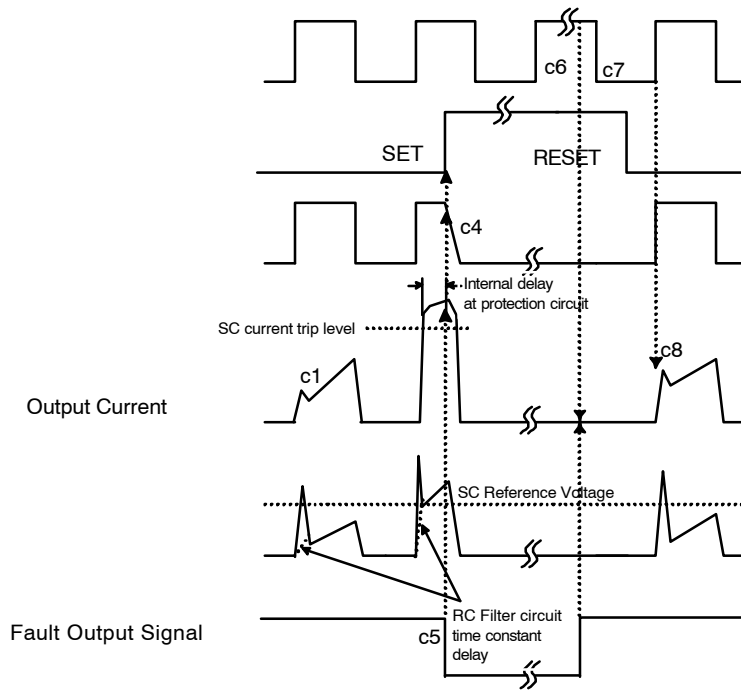 c6
c7
SET
RESET
c4
Internal delay
at protection circuit
SC current trip level
c1
c8
Output Current
SC Reference Voltage
RC Filter circuit
time constant
delay
Fault Output Signal
c5